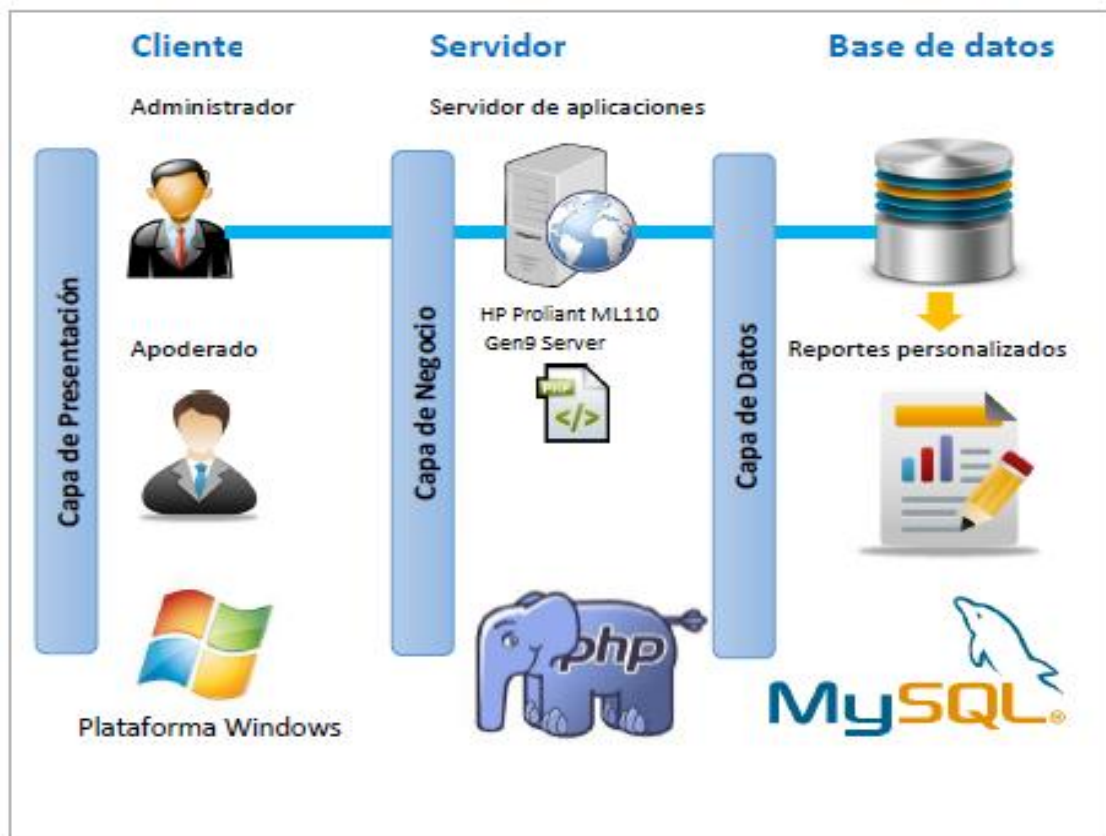 Cliente
Servidor
Base de datos
Administrador
Servidor de aplicaciones
Capa de Presentación
Capa de Negocio
Capa de Datos
HP Proliant ML110
Gen9 Server
Apoderado
Reportes personalizados
PHP
</>
php
MySQL®
Plataforma Windows